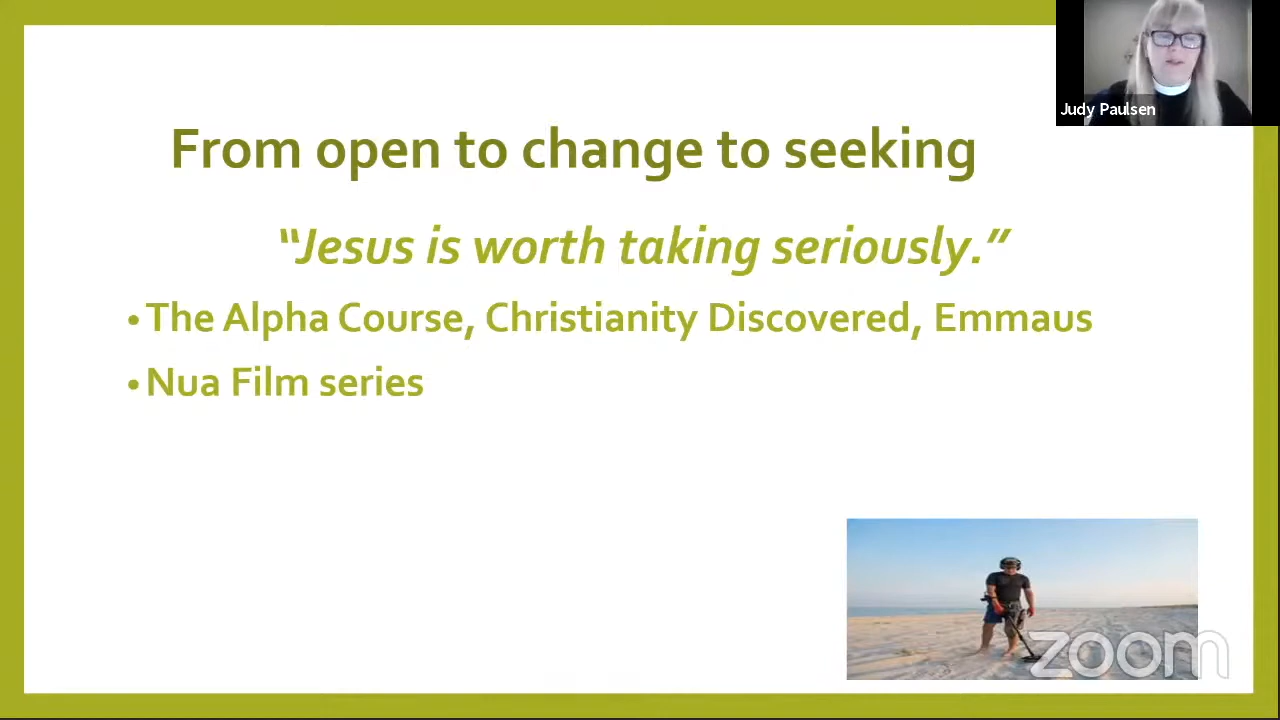 Judy Paulsen
From open to change to seeking
“Jesus is worth taking seriously.”
• The Alpha Course, Christianity Discovered, Emmaus
• Nua Film series
zoom